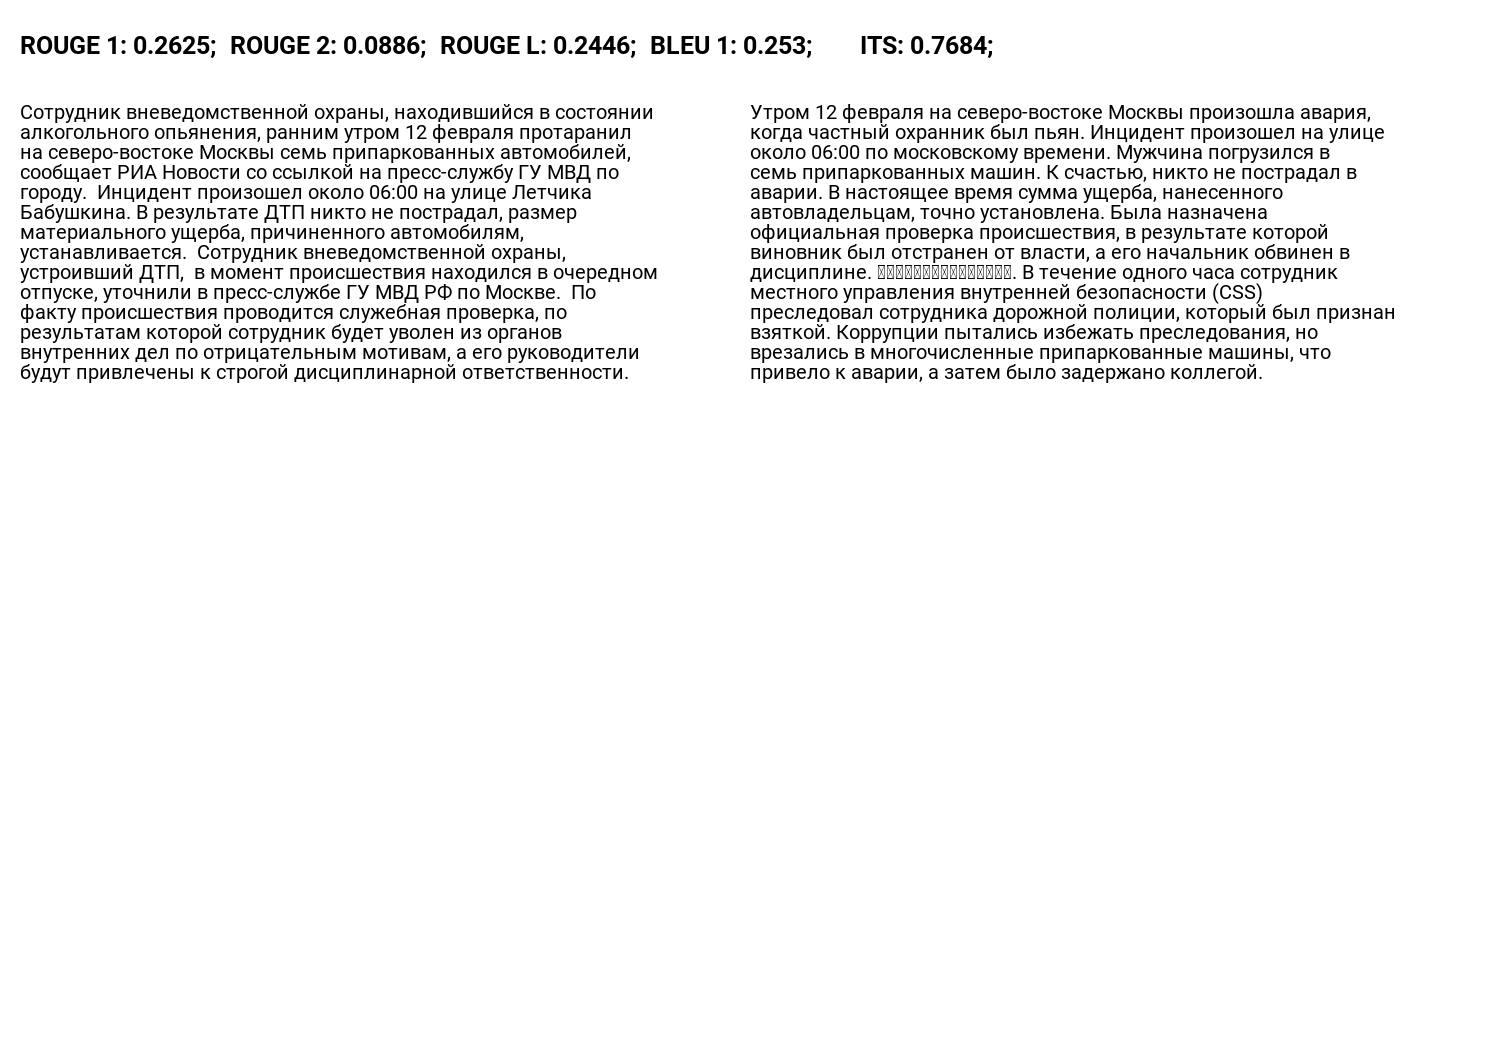 ROUGE 1: 0.2625;  ROUGE 2: 0.0886;  ROUGE L: 0.2446;  BLEU 1: 0.253;  ITS: 0.7684;
Сотрудник вневедомственной охраны, находившийся в состоянии
алкогольного опьянения, ранним утром 12 февраля протаранил
на северо-востоке Москвы семь припаркованных автомобилей,
сообщает РИА Новости со ссылкой на пресс-службу ГУ МВД по
городу.  Инцидент произошел около 06:00 на улице Летчика
Бабушкина. В результате ДТП никто не пострадал, размер
материального ущерба, причиненного автомобилям,
устанавливается.  Сотрудник вневедомственной охраны,
устроивший ДТП,  в момент происшествия находился в очередном
отпуске, уточнили в пресс-службе ГУ МВД РФ по Москве.  По
факту происшествия проводится служебная проверка, по
результатам которой сотрудник будет уволен из органов
внутренних дел по отрицательным мотивам, а его руководители
будут привлечены к строгой дисциплинарной ответственности.
Утром 12 февраля на северо-востоке Москвы произошла авария,
когда частный охранник был пьян. Инцидент произошел на улице
около 06:00 по московскому времени. Мужчина погрузился в
семь припаркованных машин. К счастью, никто не пострадал в
аварии. В настоящее время сумма ущерба, нанесенного
автовладельцам, точно установлена. Была назначена
официальная проверка происшествия, в результате которой
виновник был отстранен от власти, а его начальник обвинен в
дисциплине. . В течение одного часа сотрудник
местного управления внутренней безопасности (CSS)
преследовал сотрудника дорожной полиции, который был признан
взяткой. Коррупции пытались избежать преследования, но
врезались в многочисленные припаркованные машины, что
привело к аварии, а затем было задержано коллегой.